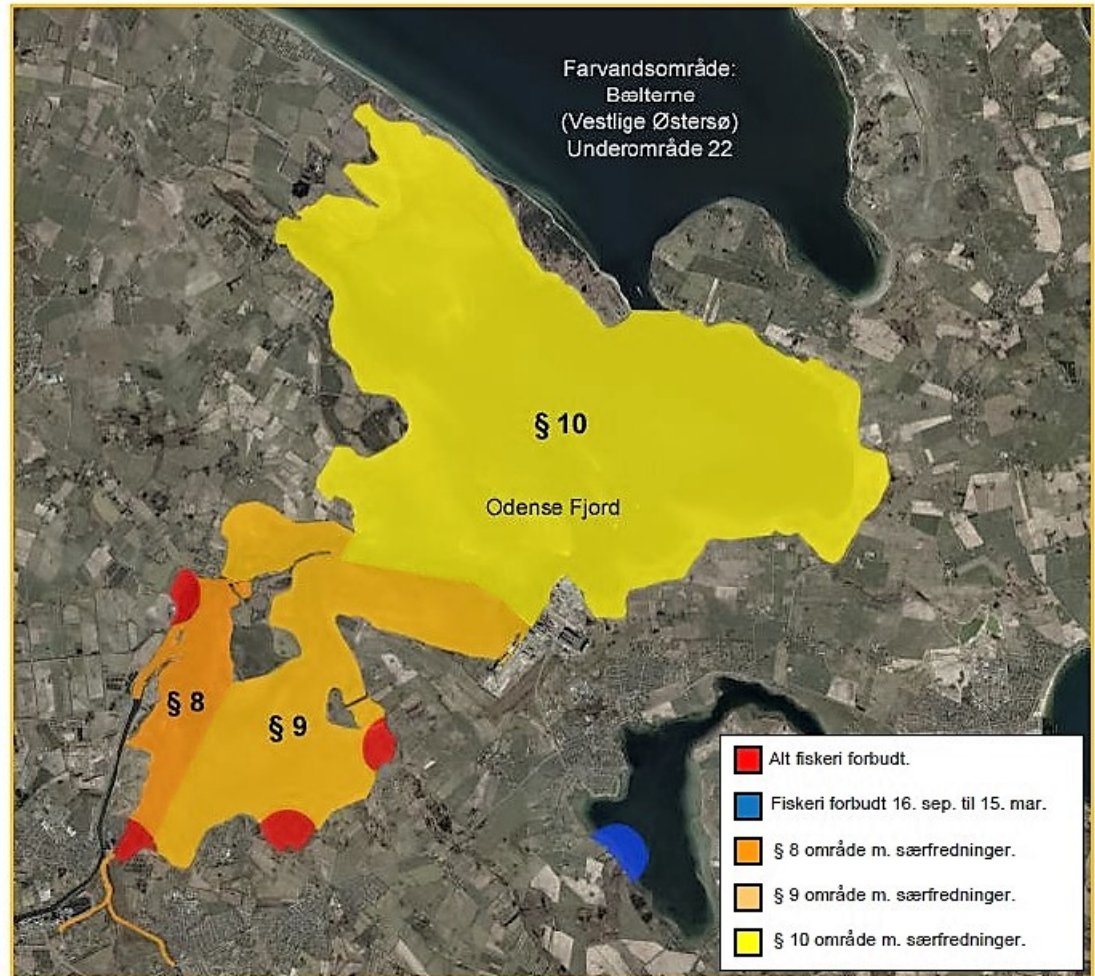 Farvandsområde:
Bælterne
(Vestlige Østersø)
Underområde 22
§ 10
Odense Fjord
§ 8
§ 9
Alt fiskeri forbudt.
Fiskeri forbudt 16. sep. til 15. mar.
§ 8 område m. særfredninger.
§ 9 område m. særfredninger.
§ 10 område m. særfredninger.